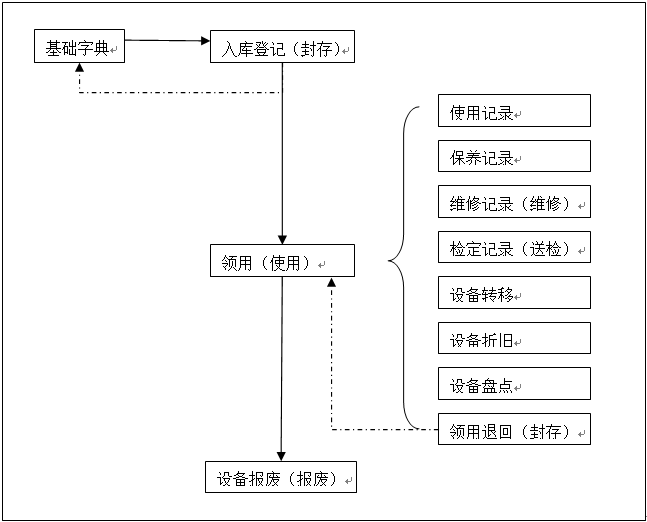 基础字典
入库登记（封存）
使用记录
保养记录
维修记录（维修）
检定记录（送检）
领用（使用）
设备转移
设备折旧
设备盘点
领用退回（封存）
设备报废（报废）